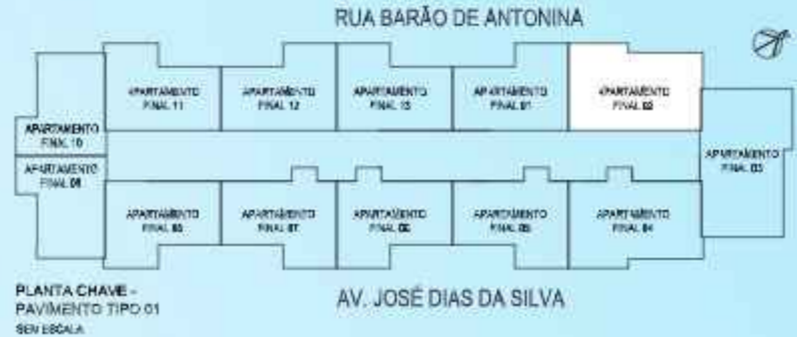 RUA BARÃO DE ANTONINA
APARTAMENTO
FINAL 11
APARTAMENTO
FINAL 12
APARTAMENTO
FINAL 13
APARTAMENTO
FINAL 01
APARTAMENTO
FINAL 02
APARTAMENTO
FINAL 10
APARTAMENTO
FINAL 09
APARTAMENTO
FINAL 03
APARTAMENTO
FINAL 08
APARTAMENTO
FINAL 07
APARTAMENTO
FINAL 06
APARTAMENTO
FINAL 05
APARTAMENTO
FINAL 04
PLANTA CHAVE -
PAVIMENTO TIPO 01
SEM ESCALA
AV. JOSÉ DIAS DA SILVA